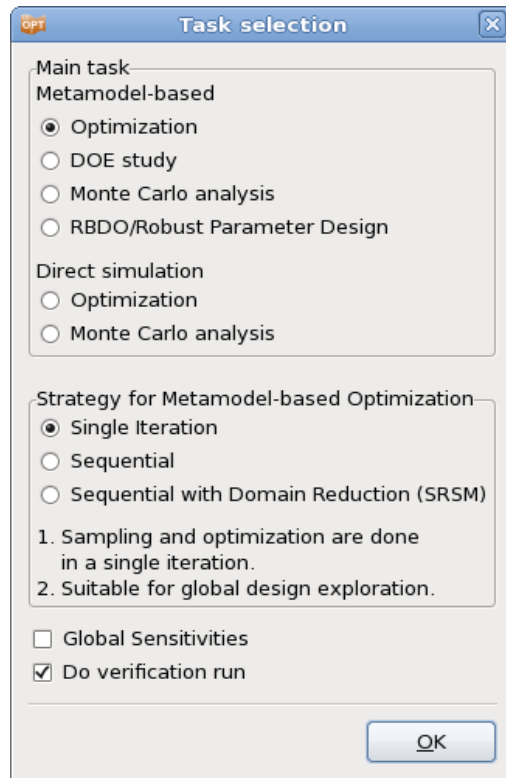 OPT
Task selection
Main task
Metamodel-based
Optimization
DOE study
Monte Carlo analysis
RBDO/Robust Parameter Design
Direct simulation
Optimization
Monte Carlo analysis
Strategy for Metamodel-based Optimization
Single Iteration
Sequential
Sequential with Domain Reduction (SRSM)
1. Sampling and optimization are done
in a single iteration.
2. Suitable for global design exploration.
Global Sensitivities
Do verification run
OK